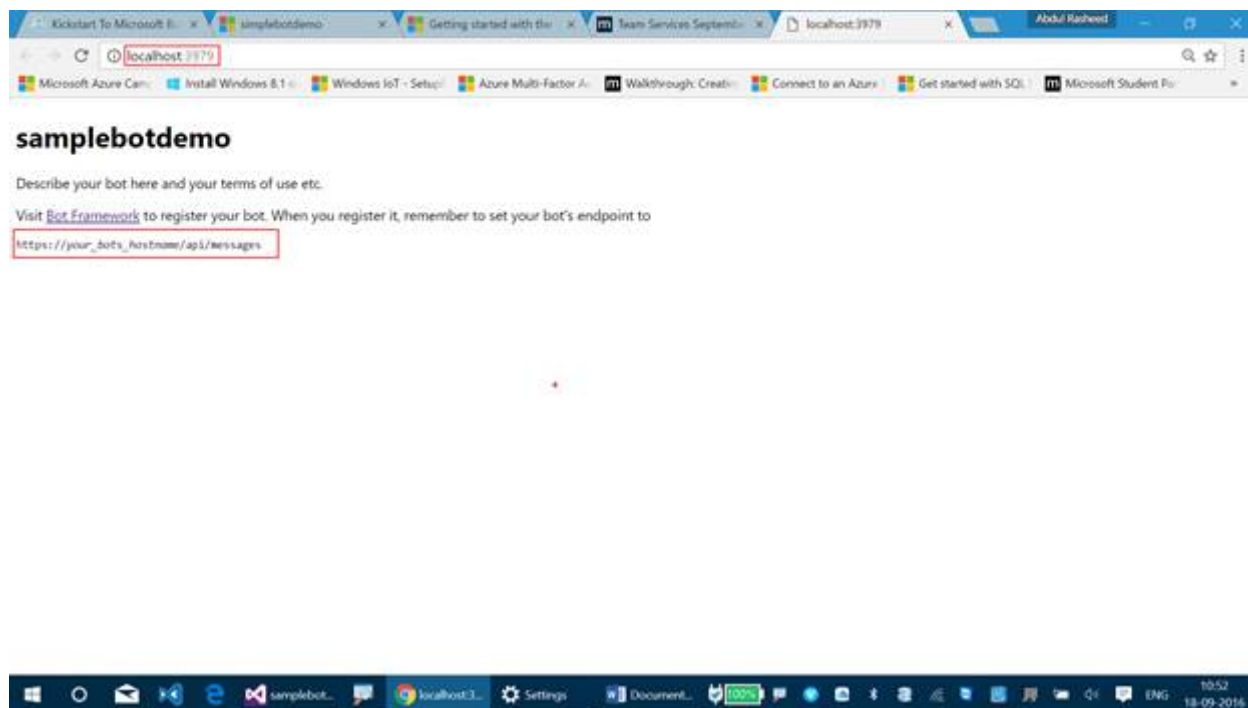 Kickstart To Microsoft B
samplebotdemo
Getting started with the
Team Services Septemb
localhost:3979
Abdul Rasheed
localhost:3979
Microsoft Azure Cam
Install Windows 8.1
Windows IoT - Setup
Azure Multi-Factor A
Walkthrough: Creati
Connect to an Azure
Get started with SQL
Microsoft Student Pa
samplebotdemo
Describe your bot here and your terms of use etc.
Visit Bot Framework to register your bot. When you register it, remember to set your bot's endpoint to
https://your_bots_hostname/api/messages
samplebot...
localhost:3...
Settings
Document...
100%
ENG
10:52
18-09-2016